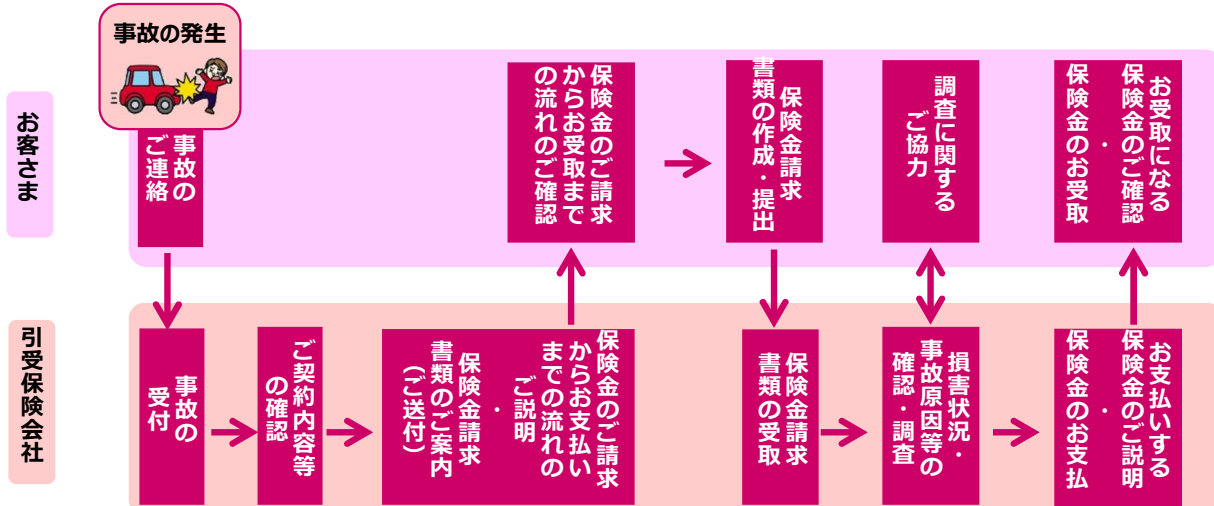 事故の発生
お客さま
事故の
ご連絡
保険金のご請求
からお受取まで
の流れのご確認
保険金請求
書類の作成・提出
調査に関する
ご協力
お受取になる
保険金のご確認
・
保険金のお受取
引受保険会社
事故の
受付
ご契約内容等
の確認
保険金のご請求
からお支払い
までの流れの
ご説明
・
保険金請求
書類のご案内
(ご送付)
保険金請求
書類の受取
損害状況・
事故原因等の
確認・調査
お支払いする
保険金のご説明
・
保険金のお支払